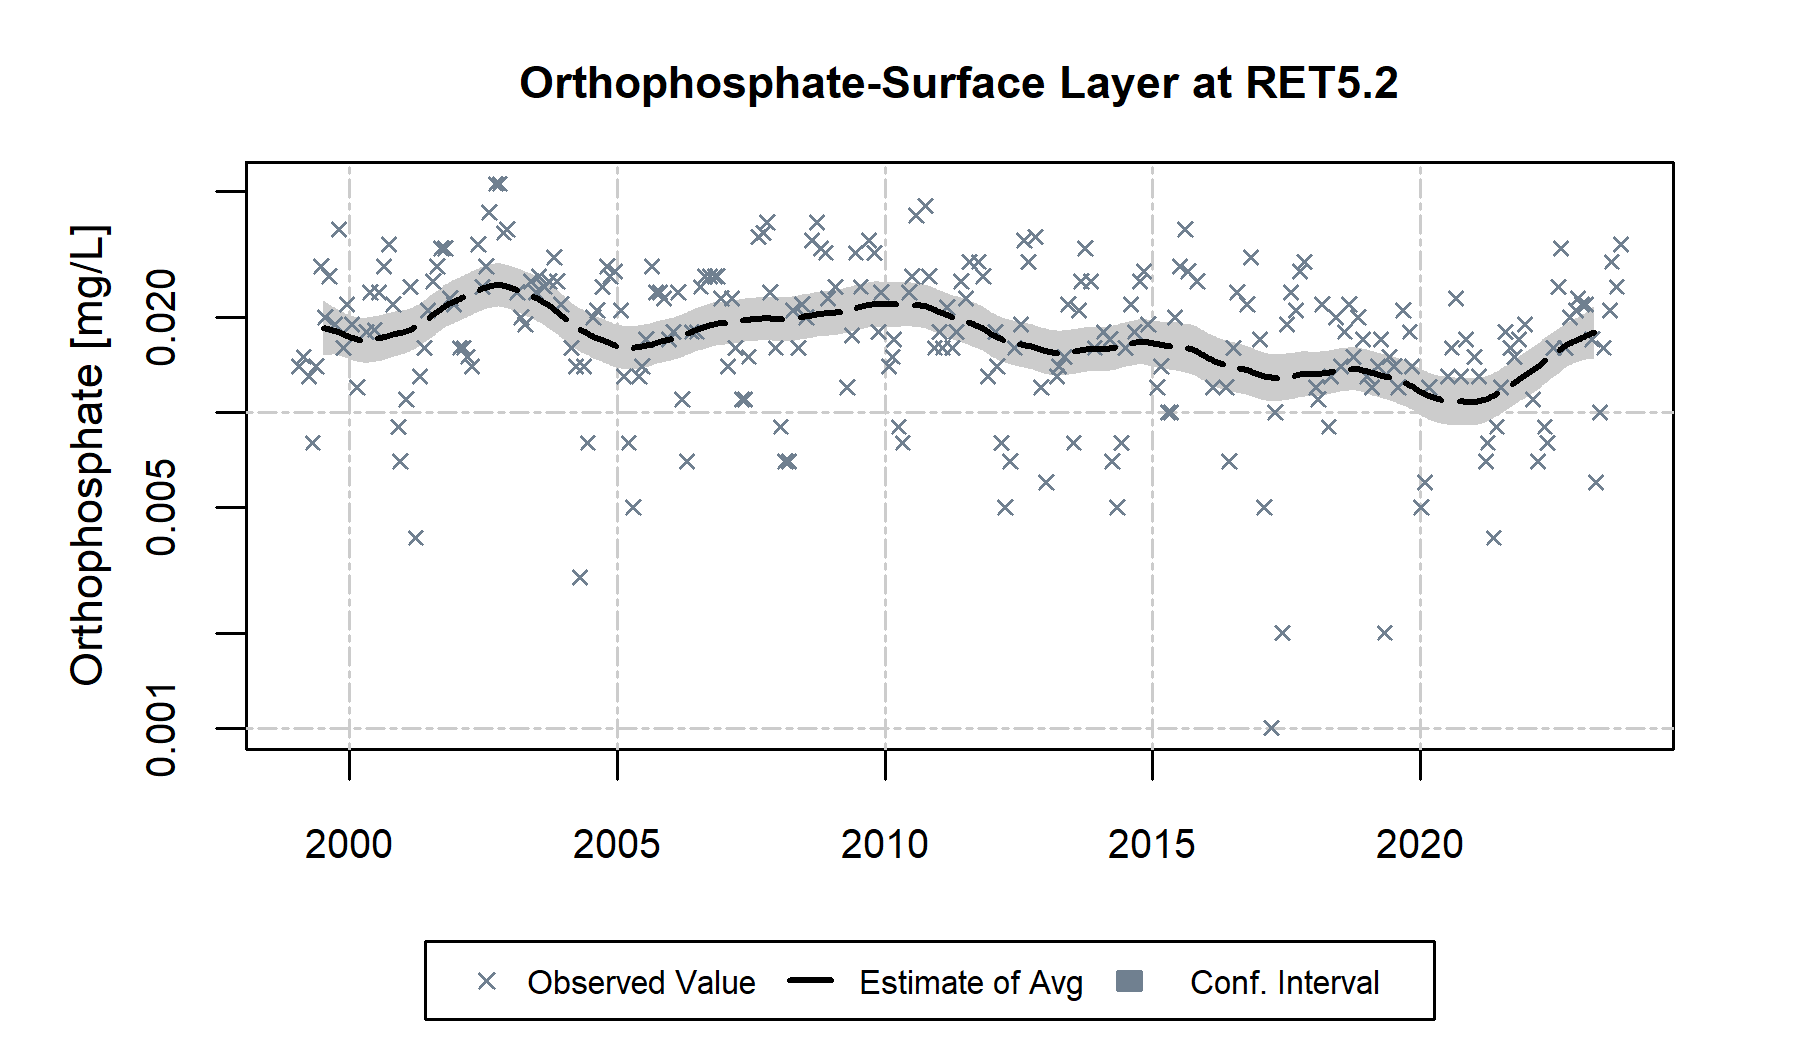 Orthophosphate-Surface Layer at RET5.2
Orthophosphate [mg/L]
0.020
0.005
0.001
2000 2005 2010 2015 2020
Observed Value Estimate of Avg Conf. Interval